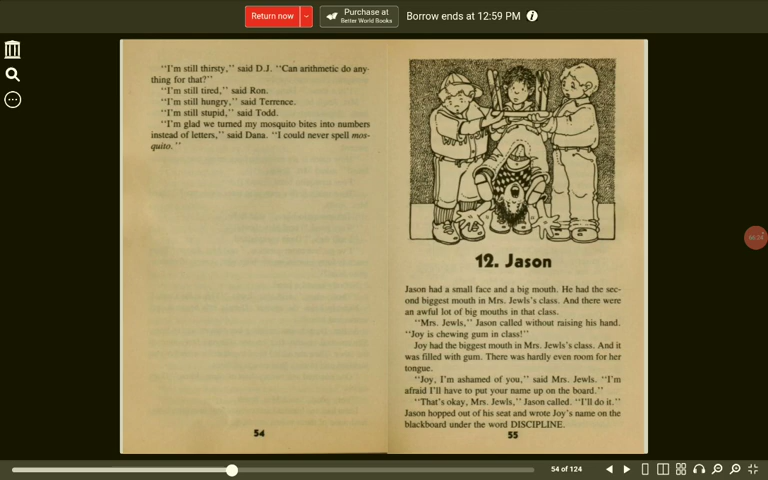 Return now
Purchase at
Better World Books
Borrow ends at 12:59 PM
"I'm still thirsty," said D.J. "Can arithmetic do any-
thing for that?"
"I'm still tired," said Ron.
"I'm still hungry," said Terrence.
"I'm still stupid," said Todd.
"I'm glad we turned my mosquito bites into numbers
instead of letters," said Dana. "I could never spell mos-
quito."
54
12. Jason
Jason had a small face and a big mouth. He had the sec-
ond biggest mouth in Mrs. Jewls's class. And there were
an awful lot of big mouths in that class.
"Mrs. Jewls," Jason called without raising his hand.
"Joy is chewing gum in class!"
Joy had the biggest mouth in Mrs. Jewls's class. And it
was filled with gum. There was hardly even room for her
tongue.
"Joy, I'm ashamed of you," said Mrs. Jewls. "I'm
afraid I'll have to put your name up on the board."
"That's okay, Mrs. Jewls," Jason called. "I'll do it."
Jason hopped out of his seat and wrote Joy's name on the
blackboard under the word DISCIPLINE.
55
54 of 124